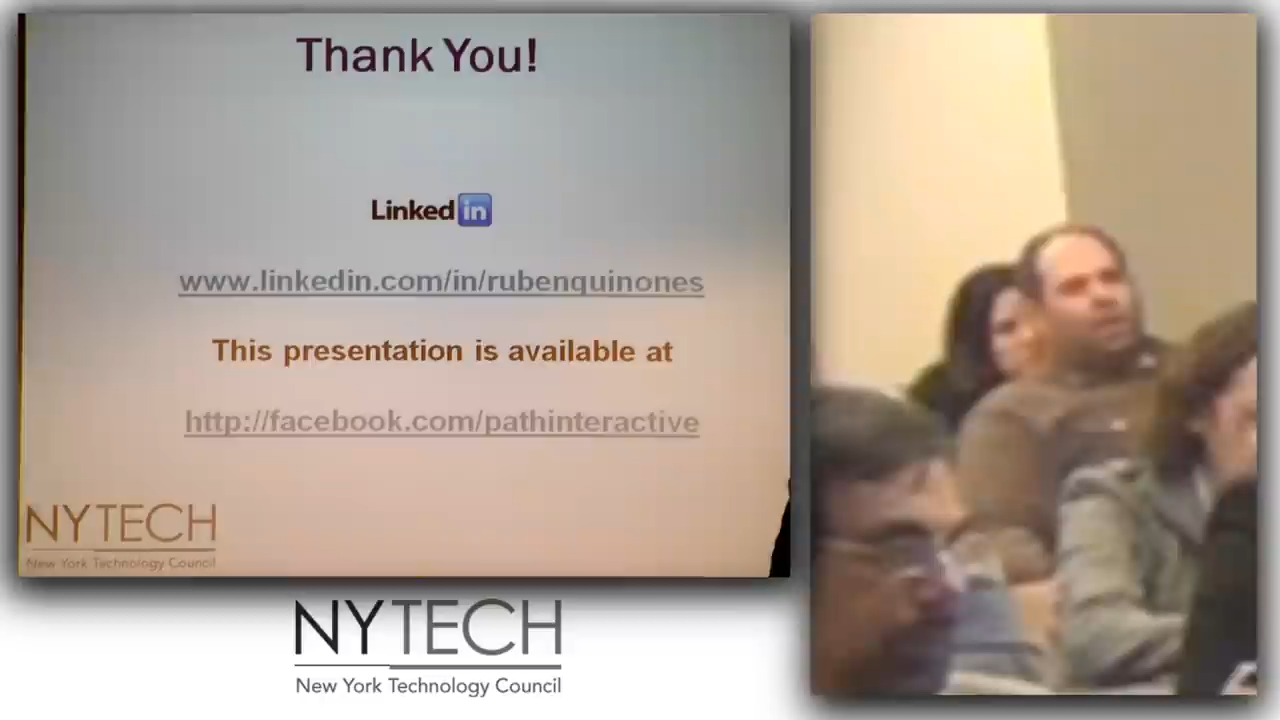 Thank You!
Linked in
www.linkedin.com/in/rubenquinones
This presentation is available at
http://facebook.com/pathinteractive
NYTECH
New York Technology Council
NYTECH
New York Technology Council